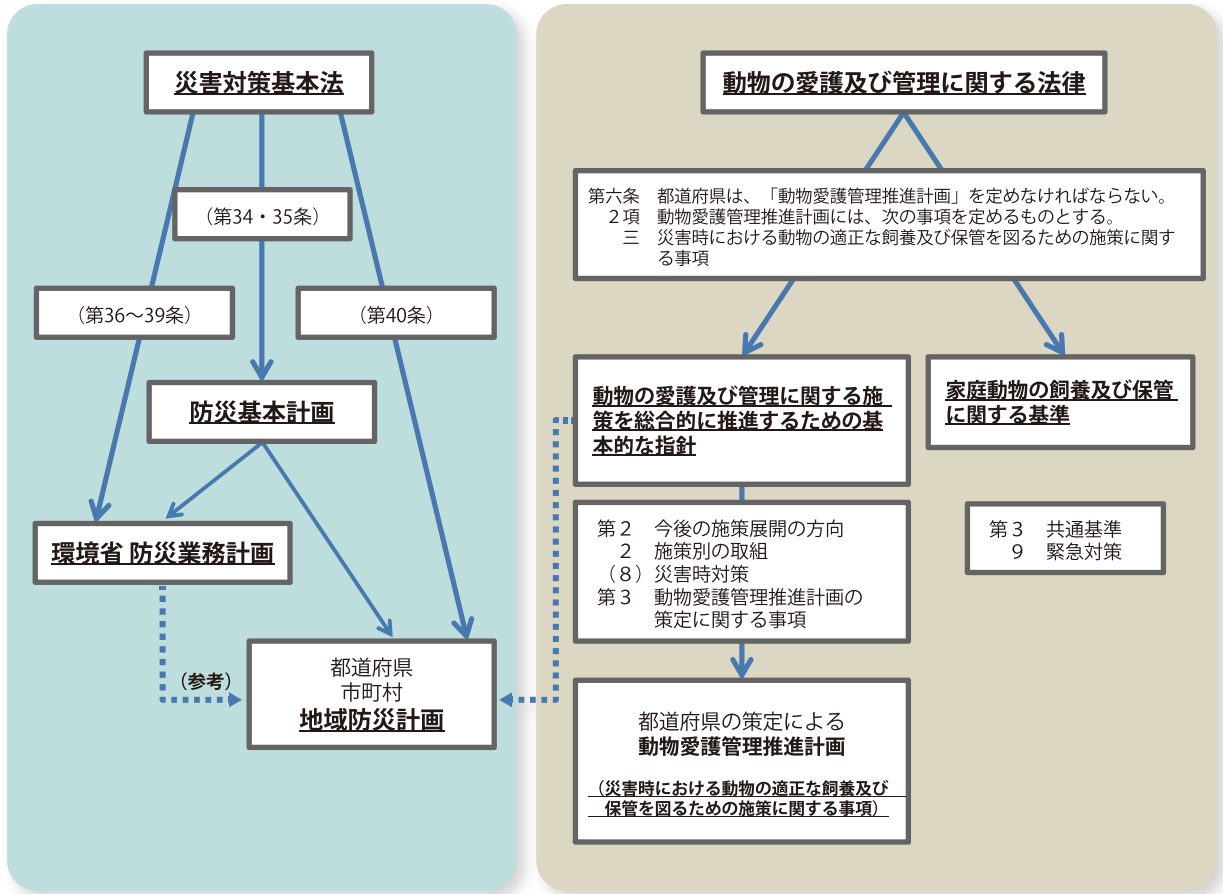 災害対策基本法
（第34・35条）
（第36～39条）
（第40条）
防災基本計画
環境省 防災業務計画
（参考）
都道府県
市町村
地域防災計画
動物の愛護及び管理に関する法律
第六条　都道府県は、「動物愛護管理推進計画」を定めなければならない。
２項　動物愛護管理推進計画には、次の事項を定めるものとする。
三　災害時における動物の適正な飼養及び保管を図るための施策に関す
る事項
動物の愛護及び管理に関する施
策を総合的に推進するための基
本的な指針
家庭動物の飼養及び保管
に関する基準
第２　今後の施策展開の方向
２　施策別の取組
（８）災害時対策
第３　動物愛護管理推進計画の
策定に関する事項
第３　共通基準
９　緊急対策
都道府県の策定による
動物愛護管理推進計画
（災害時における動物の適正な飼養及び
保管を図るための施策に関する事項）